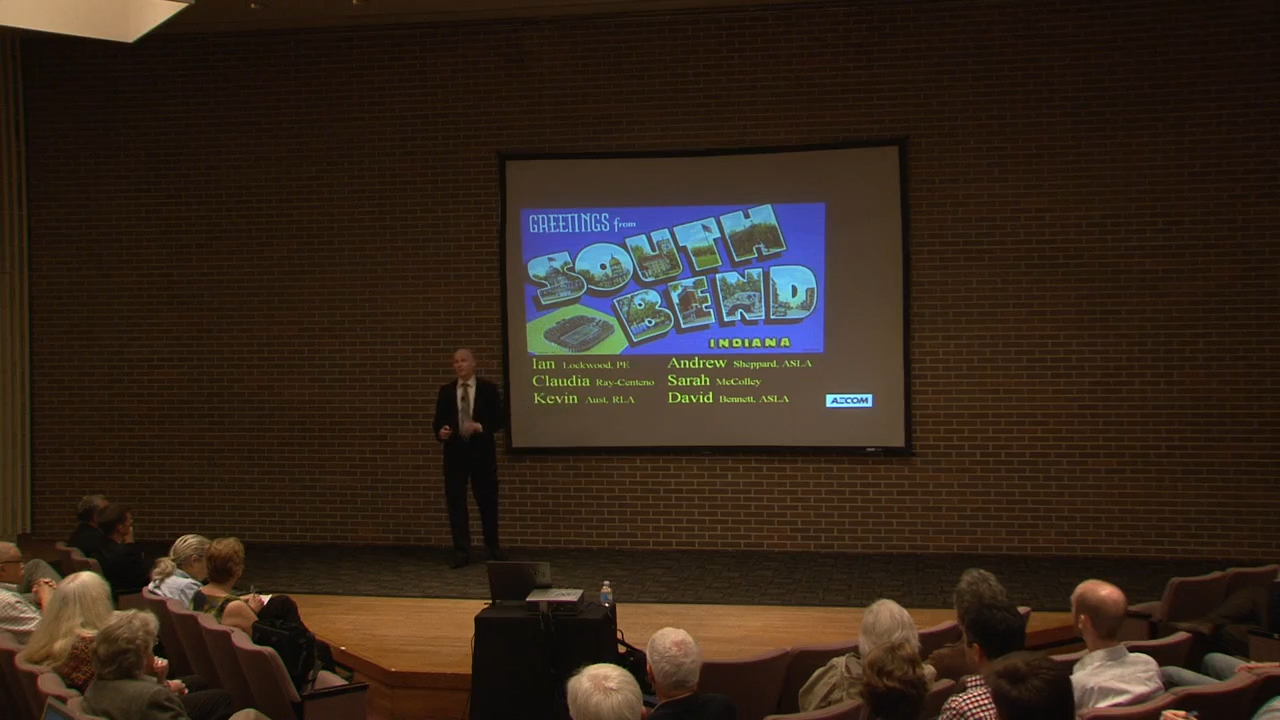 GREETINGS from
SOUTH
BEND
INDIANA
Ian Lockwood, PE
Claudia Ray-Centeno
Kevin Aust, RLA
Andrew Sheppard, ASLA
Sarah McColley
David Bennett, ASLA
AECOM